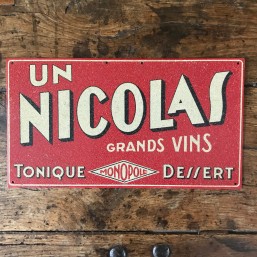 UN
NICOLAS
GRANDS VINS
TONIQUE MONOPOLE DESSERT